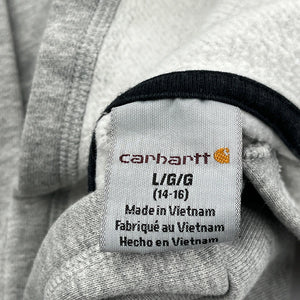 carhartt
L/G/G
(14-16)
Made in Vietnam
Fabriqué au Vietnam
Hecho en Vietnam